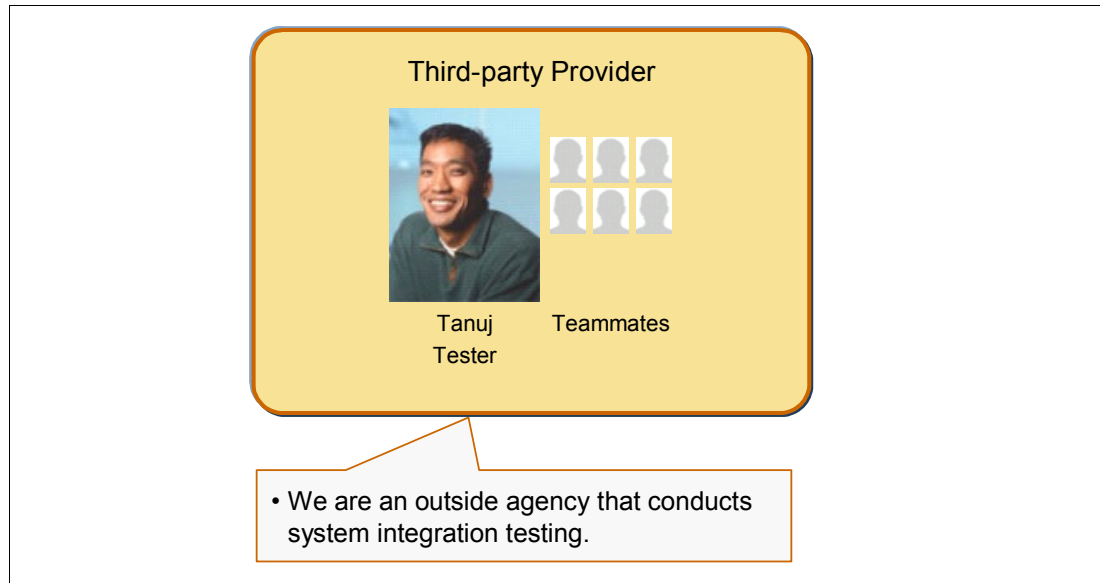 Third-party Provider
Tanuj Teammates
Tester
• We are an outside agency that conducts
system integration testing.